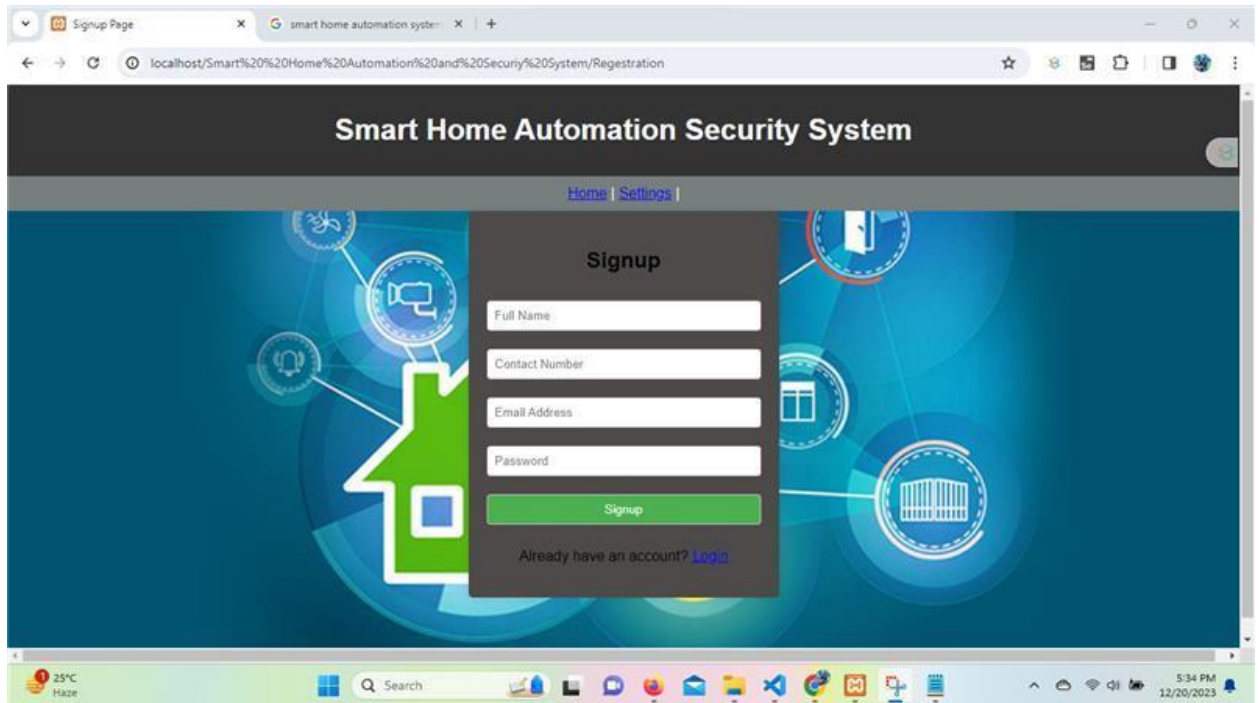 Signup Page
smart home automation system
localhost/Smart%20%20Home%20Automation%20and%20Securiy%20System/Regestration
Smart Home Automation Security System
Home | Settings |
Signup
Full Name
Contact Number
Email Address
Password
Signup
Already have an account? Login
1
25°C
Haze
Search
5:34 PM
12/20/2023